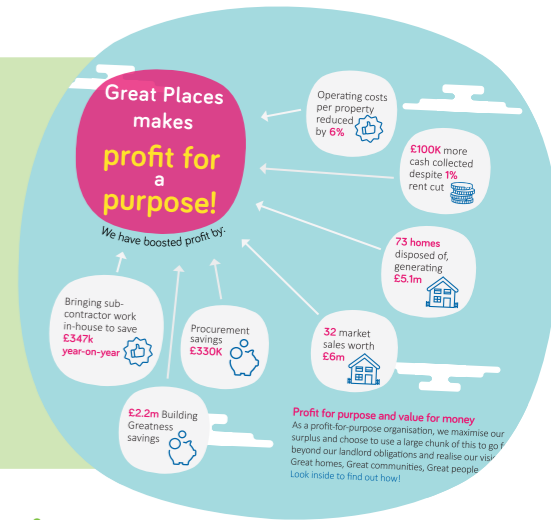 Great Places
makes
profit for
a
purpose!
We have boosted profit by:
Operating costs
per property
reduced
by 6%
£100K more
cash collected
despite 1%
rent cut
73 homes
disposed of,
generating
£5.1m
32 market
sales worth
£6m
Procurement
savings
£330K
Bringing sub-
contractor work
in-house to save
£347k
year-on-year
£2.2m Building
Greatness
savings
Profit for purpose and value for money
As a profit-for-purpose organisation, we maximise our
surplus and choose to use a large chunk of this to go
beyond our landlord obligations and realise our
Great homes, Great communities, Great people
Look inside to find out how!